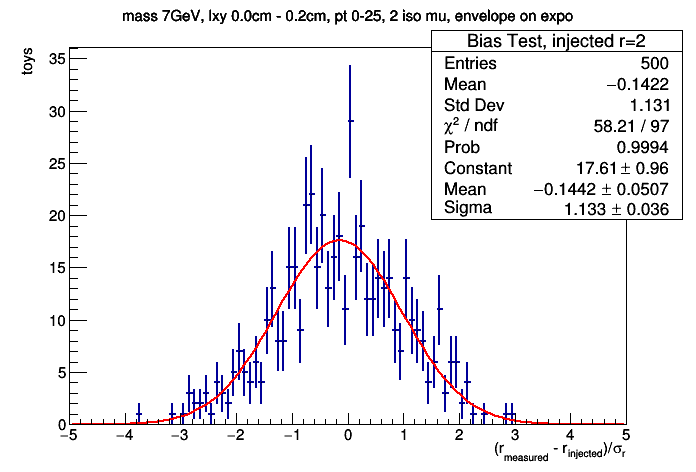 mass 7GeV, lxy 0.0cm - 0.2cm, pt 0-25, 2 iso mu, envelope on expo
Bias Test, injected r=2
Entries 500
Mean −0.1422
Std Dev 1.131
χ² / ndf 58.21 / 97
Prob 0.9994
Constant 17.61 ± 0.96
Mean −0.1442 ± 0.0507
Sigma 1.133 ± 0.036
toys
35
30
25
20
15
10
5
0
−5 −4 −3 −2 −1 0 1 2 3 4 5
(r_measured - r_injected)/σ_r